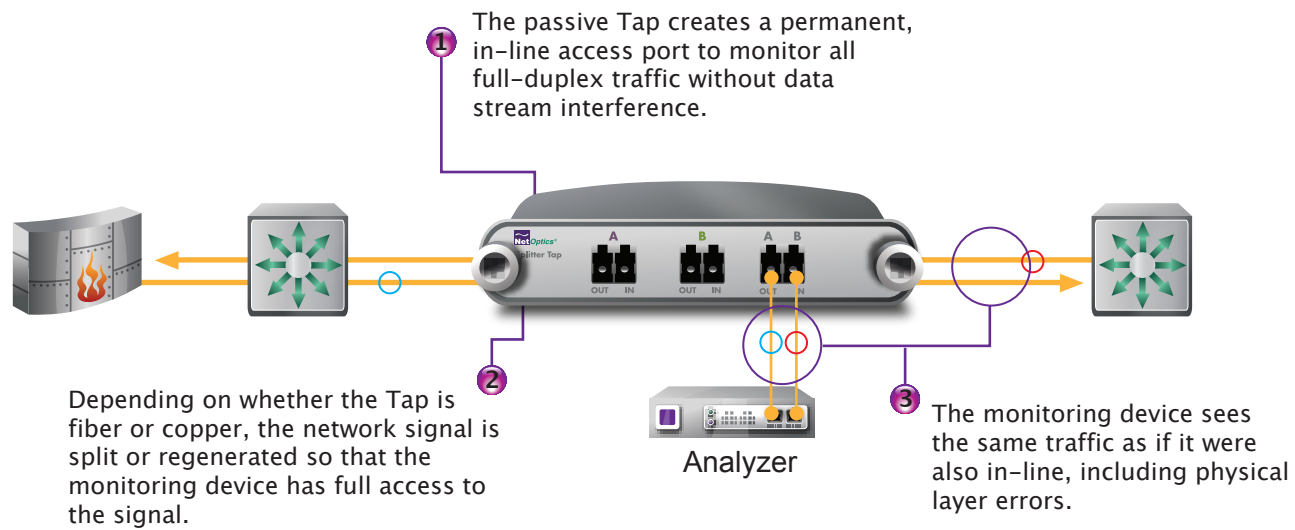 1
The passive Tap creates a permanent,
in-line access port to monitor all
full-duplex traffic without data
stream interference.
NetOptics®
plitter Tap
A
OUT IN
B
OUT IN
A B
OUT IN
2
Depending on whether the Tap is
fiber or copper, the network signal is
split or regenerated so that the
monitoring device has full access to
the signal.
Analyzer
3
The monitoring device sees
the same traffic as if it were
also in-line, including physical
layer errors.